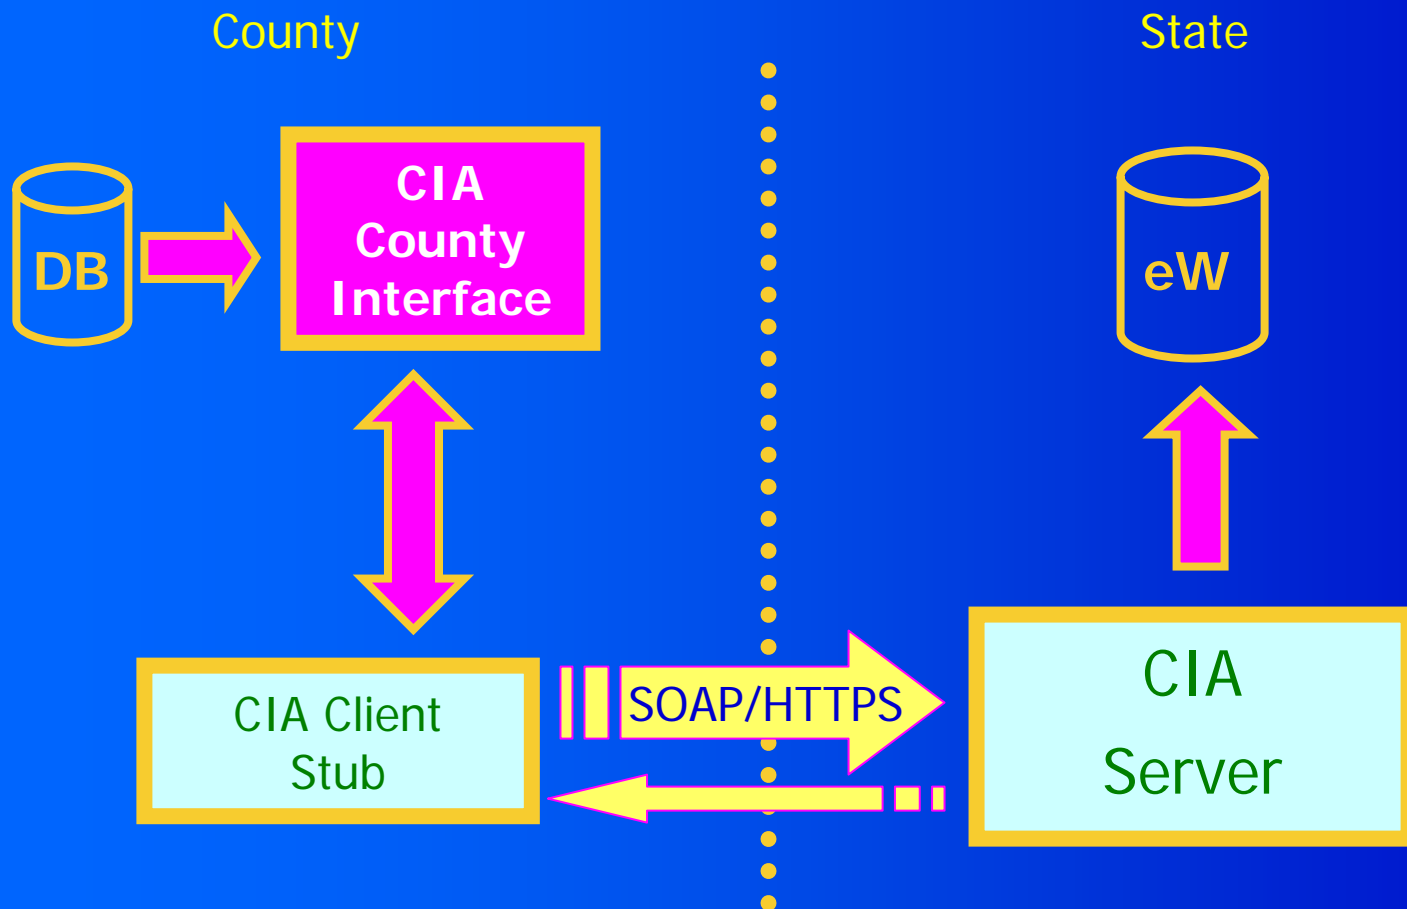 County
State
DB
CIA
County
Interface
eW
CIA Client
Stub
SOAP/HTTPS
CIA
Server